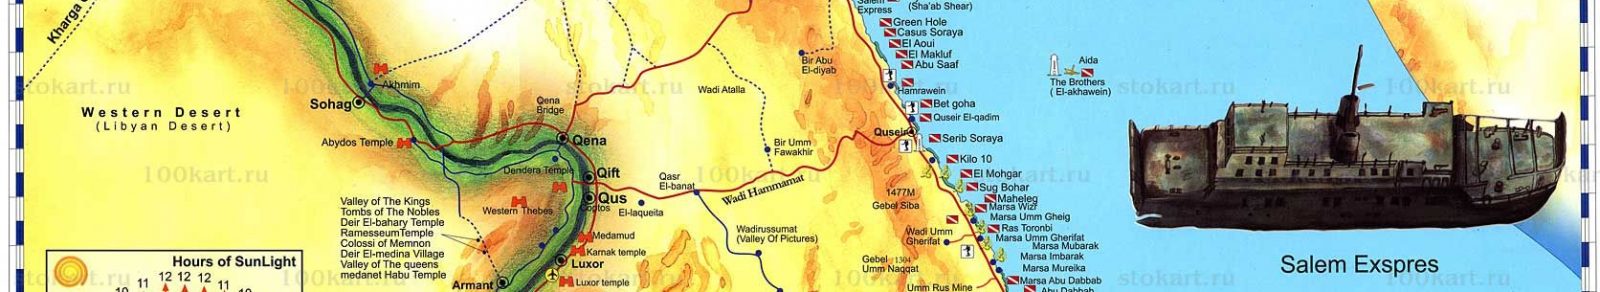 Kharga
Salem
Express
(Sha'ab Shear)
Green Hole
Casus Soraya
El Aoui
El Makluf
Abu Saaf
Bir Abu
El-diyab
Aida
The Brothers
( El-akhawein)
Akhmim
Hamrawein
Sohag
Qena
Bridge
Wadi Atalla
Bet goha
Quseir El-qadim
Western Desert
(Libyan Desert)
Quseir
Serib Soraya
Abydos Temple
Qena
Bir Umm
Fawakhir
Kilo 10
Dendera Temple
Qift
Qasr
El-banat
Wadi Hammamat
El Mohgar
Sug Bohar
Maheleg
1477M
Gebel Siba
Qus
El-laqueita
Western Thebes
Marsa Wizr
Marsa Umm Gheig
Ras Toronbi
Marsa Umm Gherifat
Marsa Mubarak
Marsa Imbarak
Marsa Mureika
Marsa Abu Dabbab
Abu Dabbab
Valley of The Kings
Tombs of The Nobles
Deir El-bahary Temple
RamesseumTemple
Colossi of Memnon
Deir El-medina Village
Valley of The queens
medanet Habu Temple
Medamud
Karnak temple
Luxor
Luxor temple
Armant
Wadirussumat
(Valley Of Pictures)
Wadi Umm
Gherifat
Gebel 1304
Umm Naqqat
Umm Rus Mine
Hours of SunLight
12 12 12
11 11
10
Salem Exspres
stokart.ru
100kart.ru